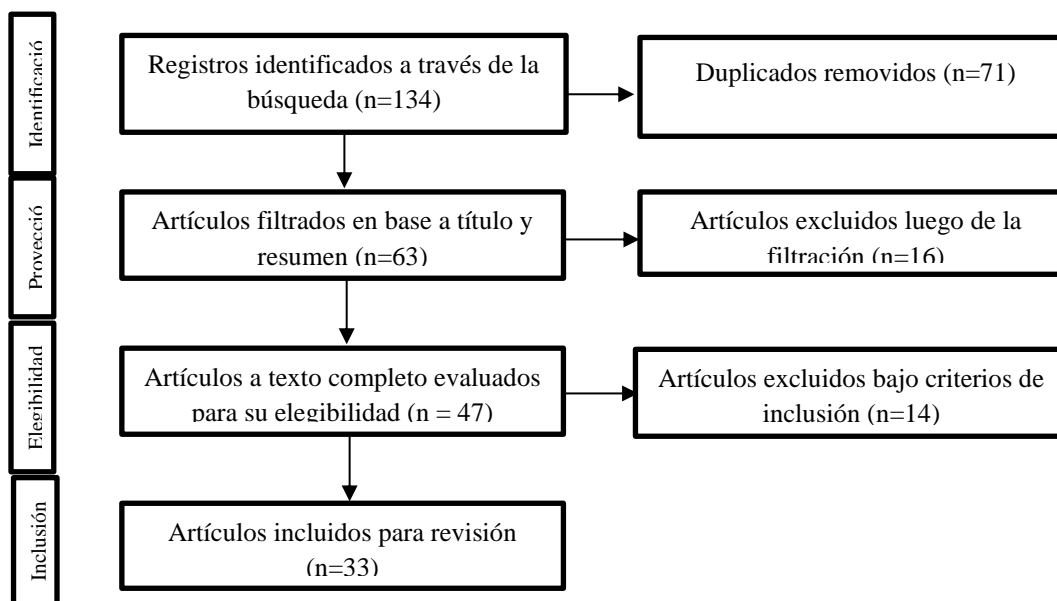 Identificació
Registros identificados a través de la
búsqueda (n=134)
Duplicados removidos (n=71)
Proyecció
Artículos filtrados en base a título y
resumen (n=63)
Artículos excluidos luego de la
filtración (n=16)
Elegibilidad
Artículos a texto completo evaluados
para su elegibilidad (n = 47)
Artículos excluidos bajo criterios de
inclusión (n=14)
Inclusión
Artículos incluidos para revisión
(n=33)